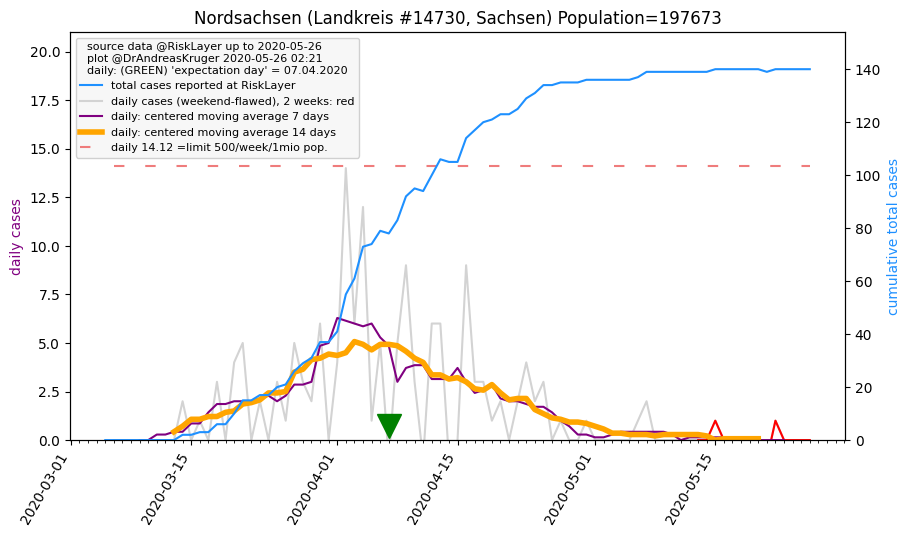 Nordsachsen (Landkreis #14730, Sachsen) Population=197673
source data @RiskLayer up to 2020-05-26
plot @DrAndreasKruger 2020-05-26 02:21
daily: (GREEN) 'expectation day' = 07.04.2020
total cases reported at RiskLayer
daily cases (weekend-flawed), 2 weeks: red
daily: centered moving average 7 days
daily: centered moving average 14 days
daily 14.12 =limit 500/week/1mio pop.
daily cases
20.0
17.5
15.0
12.5
10.0
7.5
5.0
2.5
0.0
cumulative total cases
140
120
100
80
60
40
20
0
2020-03-01
2020-03-15
2020-04-01
2020-04-15
2020-05-01
2020-05-15